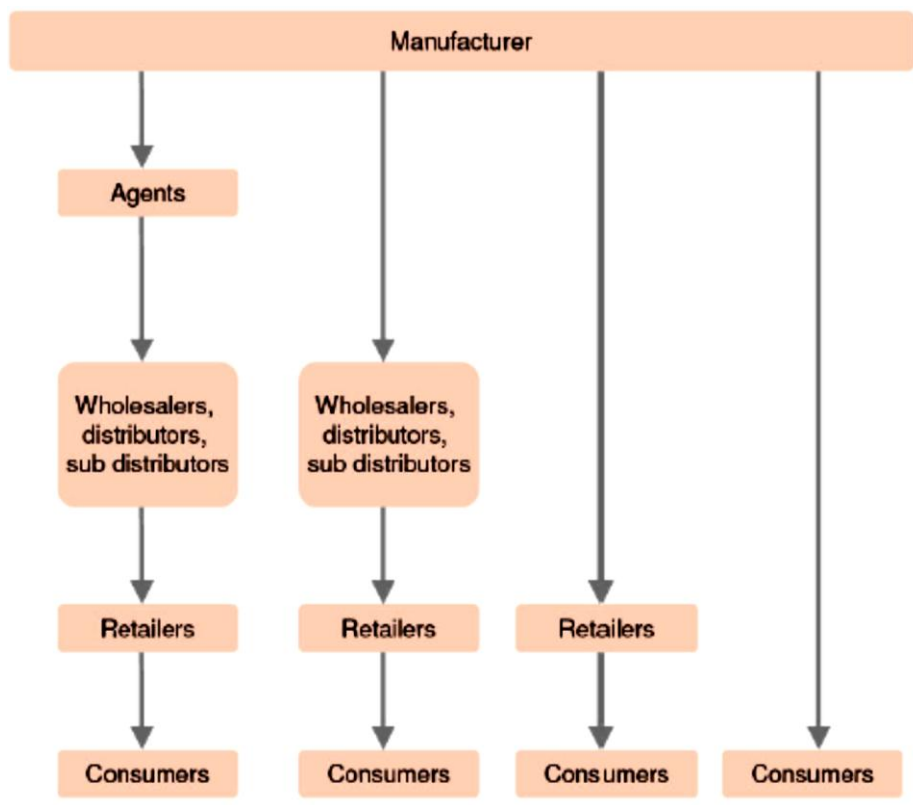 Manufacturer
Agents
Wholesalers,
distributors,
sub distributors
Wholesalers,
distributors,
sub distributors
Retailers
Retailers
Retailers
Consumers
Consumers
Consumers
Consumers